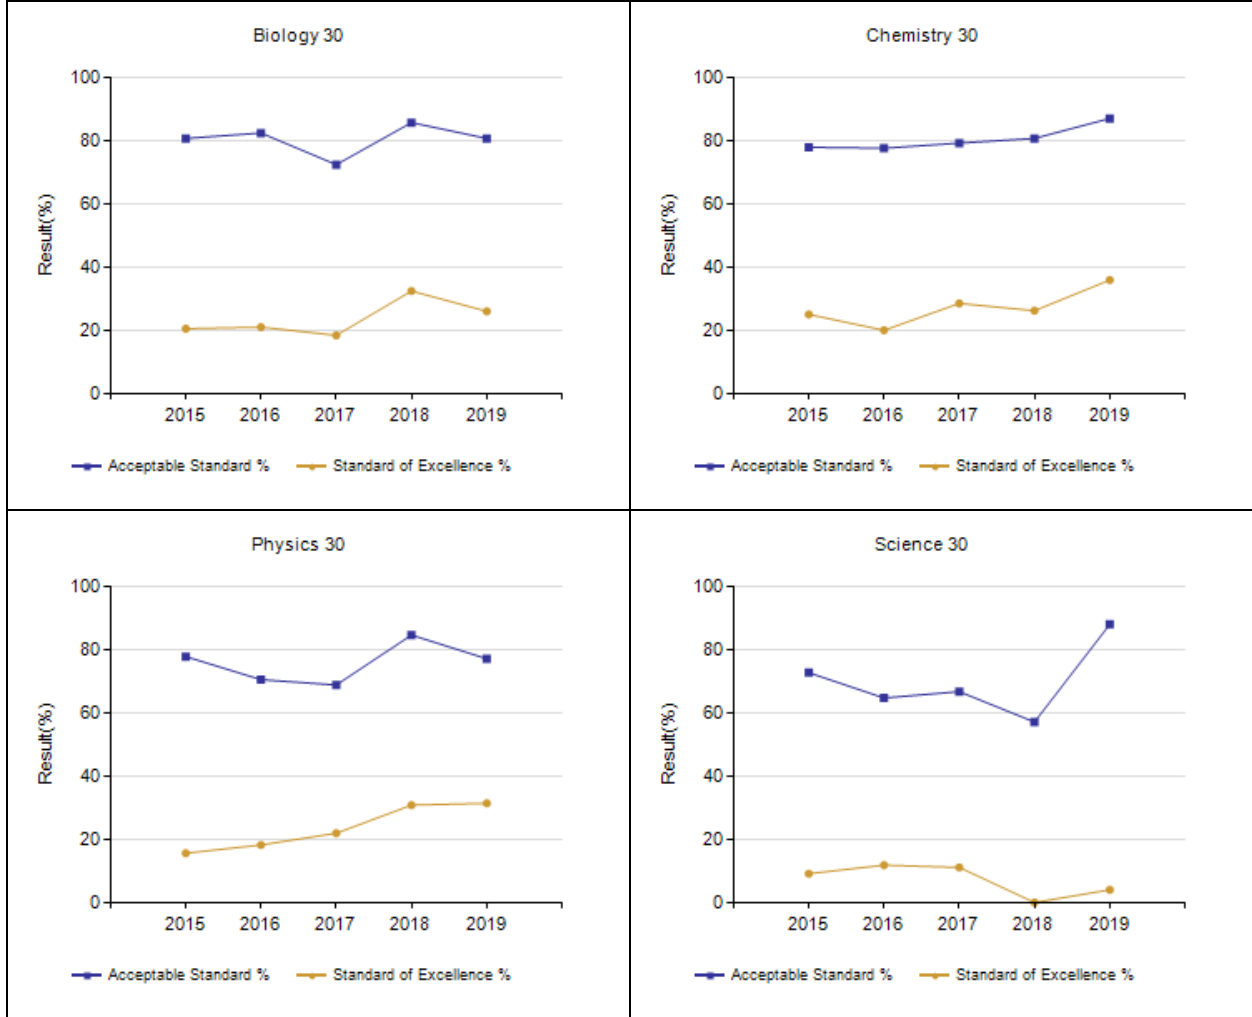 Biology 30
100
80
60
40
20
0
Result(%)
2015 2016 2017 2018 2019
Acceptable Standard % Standard of Excellence %
Chemistry 30
100
80
60
40
20
0
Result(%)
2015 2016 2017 2018 2019
Acceptable Standard % Standard of Excellence %
Physics 30
100
80
60
40
20
0
Result(%)
2015 2016 2017 2018 2019
Acceptable Standard % Standard of Excellence %
Science 30
100
80
60
40
20
0
Result(%)
2015 2016 2017 2018 2019
Acceptable Standard % Standard of Excellence %